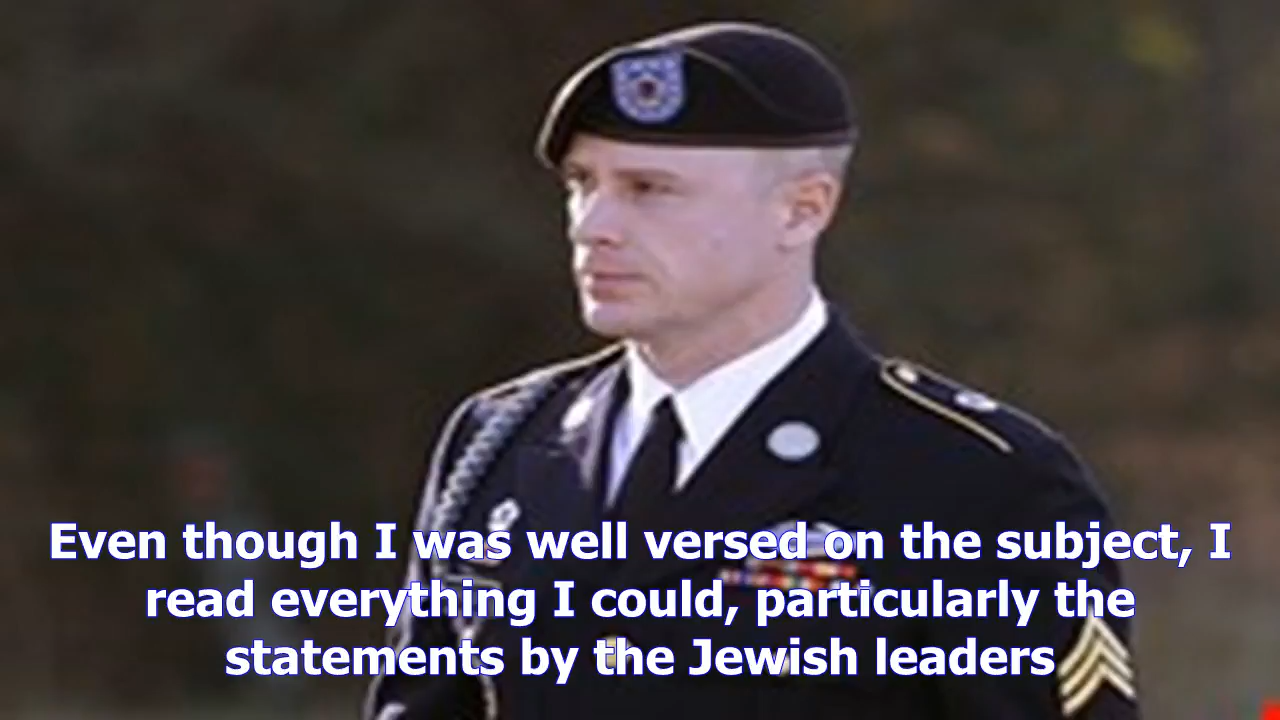 Even though I was well versed on the subject, I
read everything I could, particularly the
statements by the Jewish leaders